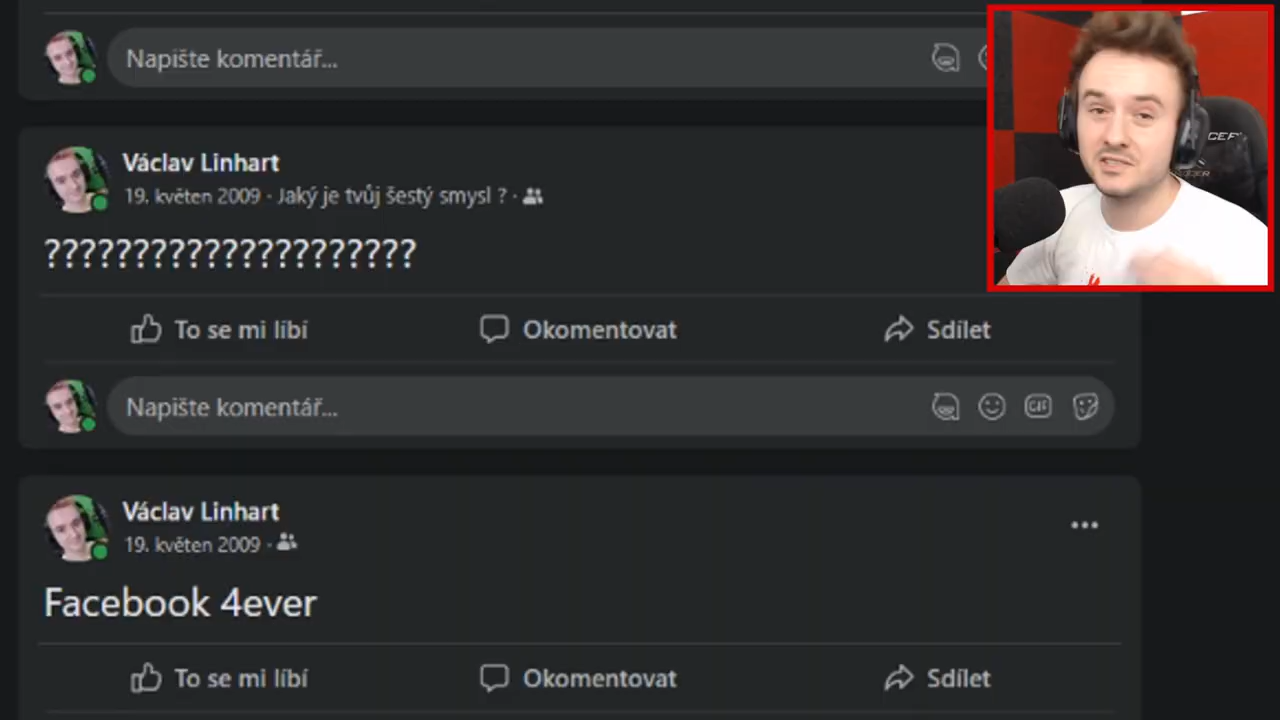 Napište komentář...
Václav Linhart
19. květen 2009 · Jaký je tvůj šestý smysl ? ·
?????????????????????????
To se mi líbí Okomentovat Sdílet
Napište komentář...
GIF
Václav Linhart
19. květen 2009 ·
Facebook 4ever
To se mi líbí Okomentovat Sdílet